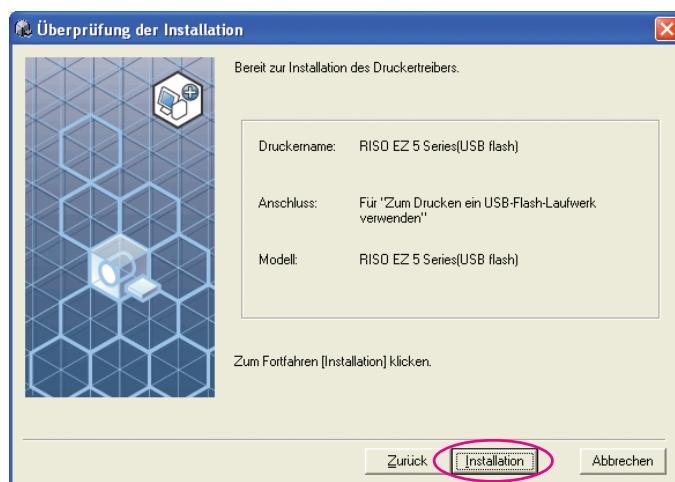 Überprüfung der Installation
Bereit zur Installation des Druckertreibers.
Druckername: RISO EZ 5 Series(USB flash)
Anschluss: Für "Zum Drucken ein USB-Flash-Laufwerk
verwenden"
Modell: RISO EZ 5 Series(USB flash)
Zum Fortfahren [Installation] klicken.
Zurück Installation Abbrechen